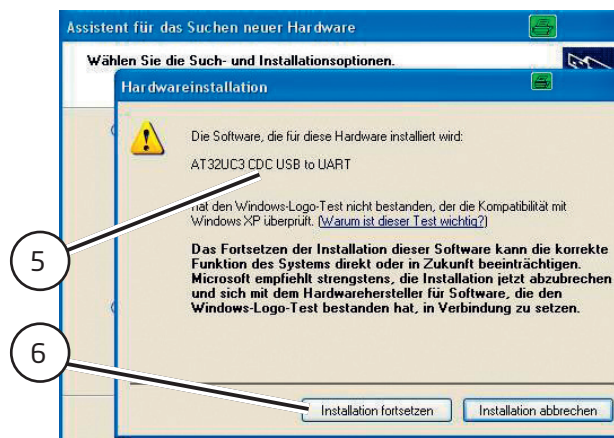 Assistent für das Suchen neuer Hardware
Wählen Sie die Such- und Installationsoptionen.
Hardwareinstallation
Die Software, die für diese Hardware installiert wird:
AT32UC3 CDC USB to UART
hat den Windows-Logo-Test nicht bestanden, der die Kompatibilität mit
Windows XP überprüft. (Warum ist dieser Test wichtig?)
Das Fortsetzen der Installation dieser Software kann die korrekte
Funktion des Systems direkt oder in Zukunft beeinträchtigen.
Microsoft empfiehlt strengstens, die Installation jetzt abzubrechen
und sich mit dem Hardwarehersteller für Software, die den
Windows-Logo-Test bestanden hat, in Verbindung zu setzen.
5
6
Installation fortsetzen
Installation abbrechen